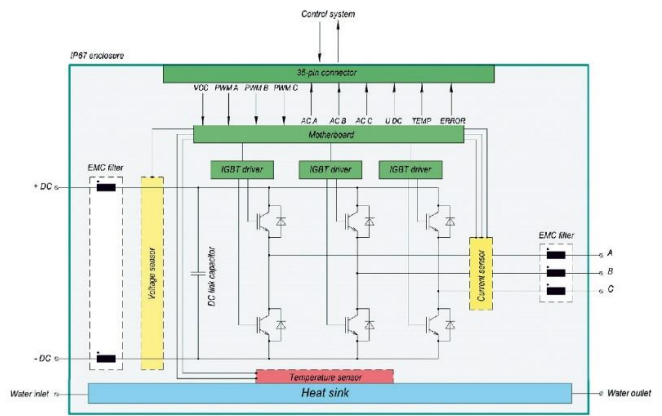 Control system
IP67 enclosure
35-pin connector
VCC PWM A PWM B PWM C
AC A AC B AC C U DC TEMP ERROR
Motherboard
EMC filter
IGBT driver IGBT driver IGBT driver
+ DC
Voltage sensor
DC link capacitor
Current sensor
EMC filter
A
B
C
- DC
Temperature sensor
Water inlet
Heat sink
Water outlet